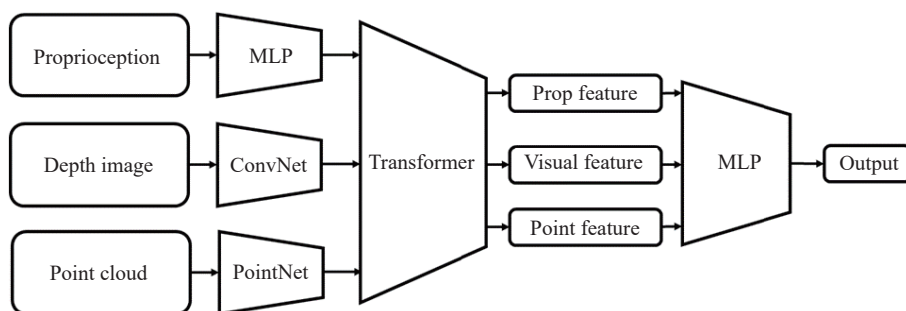 Proprioception
MLP
Depth image
ConvNet
Point cloud
PointNet
Transformer
Prop feature
Visual feature
Point feature
MLP
Output